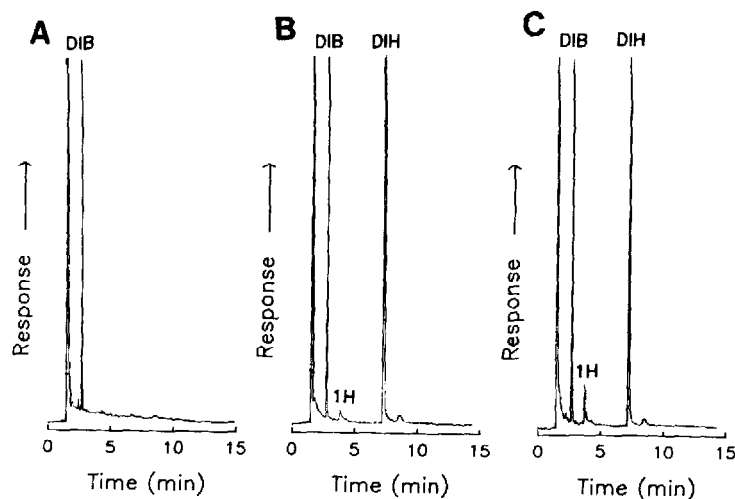 A
DIB
Response
0 5 10 15
Time (min)
B
DIB DIH
1H
Response
0 5 10 15
Time (min)
C
DIB DIH
1H
Response
0 5 10 15
Time (min)